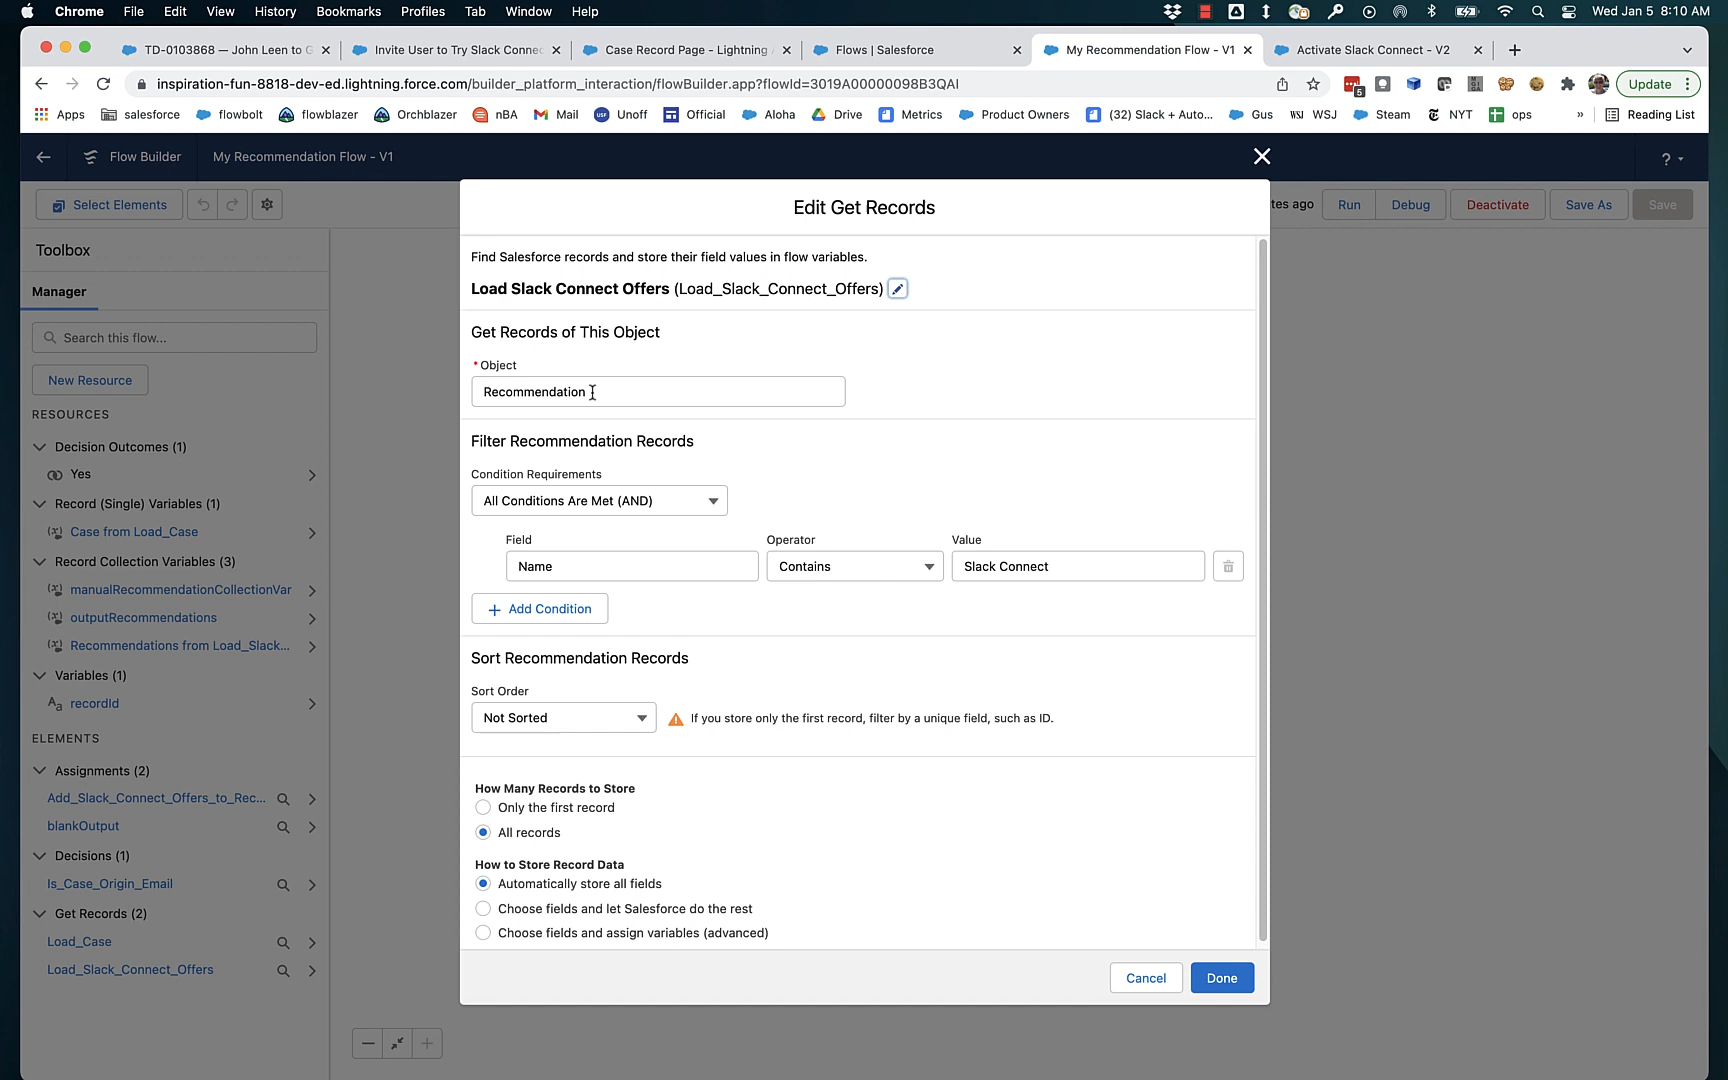 Chrome File Edit View History Bookmarks Profiles Tab Window Help Wed Jan 5 8:10 AM
TD-0103868 — John Leen to G
Invite User to Try Slack Connec
Case Record Page - Lightning
Flows | Salesforce
My Recommendation Flow - V1
Activate Slack Connect - V2
inspiration-fun-8818-dev-ed.lightning.force.com/builder_platform_interaction/flowBuilder.app?flowId=3019A00000098B3QAI
5
Update
Apps salesforce flowbolt flowblazer Orchblazer nBA Mail Unoff Official Aloha Drive Metrics Product Owners (32) Slack + Auto... Gus WSJ WSJ Steam NYT ops » Reading List
Flow Builder My Recommendation Flow - V1 ?
Select Elements
tes ago Run Debug Deactivate Save As Save
Toolbox
Manager
Search this flow...
New Resource
RESOURCES
Decision Outcomes (1)
Yes
Record (Single) Variables (1)
Case from Load_Case
Record Collection Variables (3)
manualRecommendationCollectionVar
outputRecommendations
Recommendations from Load_Slack...
Variables (1)
recordId
ELEMENTS
Assignments (2)
Add_Slack_Connect_Offers_to_Rec...
blankOutput
Decisions (1)
Is_Case_Origin_Email
Get Records (2)
Load_Case
Load_Slack_Connect_Offers
Edit Get Records
Find Salesforce records and store their field values in flow variables.
Load Slack Connect Offers (Load_Slack_Connect_Offers)
Get Records of This Object
* Object
Recommendation
Filter Recommendation Records
Condition Requirements
All Conditions Are Met (AND)
Field Operator Value
Name Contains Slack Connect
+ Add Condition
Sort Recommendation Records
Sort Order
Not Sorted If you store only the first record, filter by a unique field, such as ID.
How Many Records to Store
Only the first record
All records
How to Store Record Data
Automatically store all fields
Choose fields and let Salesforce do the rest
Choose fields and assign variables (advanced)
Cancel Done